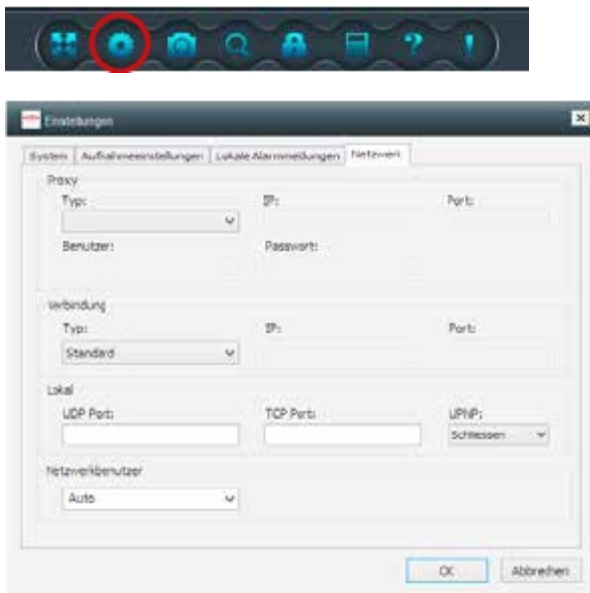 ?
!
Einstellungen
System Aufnahmeeinstellungen Lokale Alarmmeldungen Netzwerk
Proxy
Typ: IP: Port:
Benutzer: Passwort:
Verbindung
Typ: IP: Port:
Standard
Lokal
UDP Port: TCP Port: UPNP:
Schliessen
Netzwerkbenutzer
Auto
OK Abbrechen